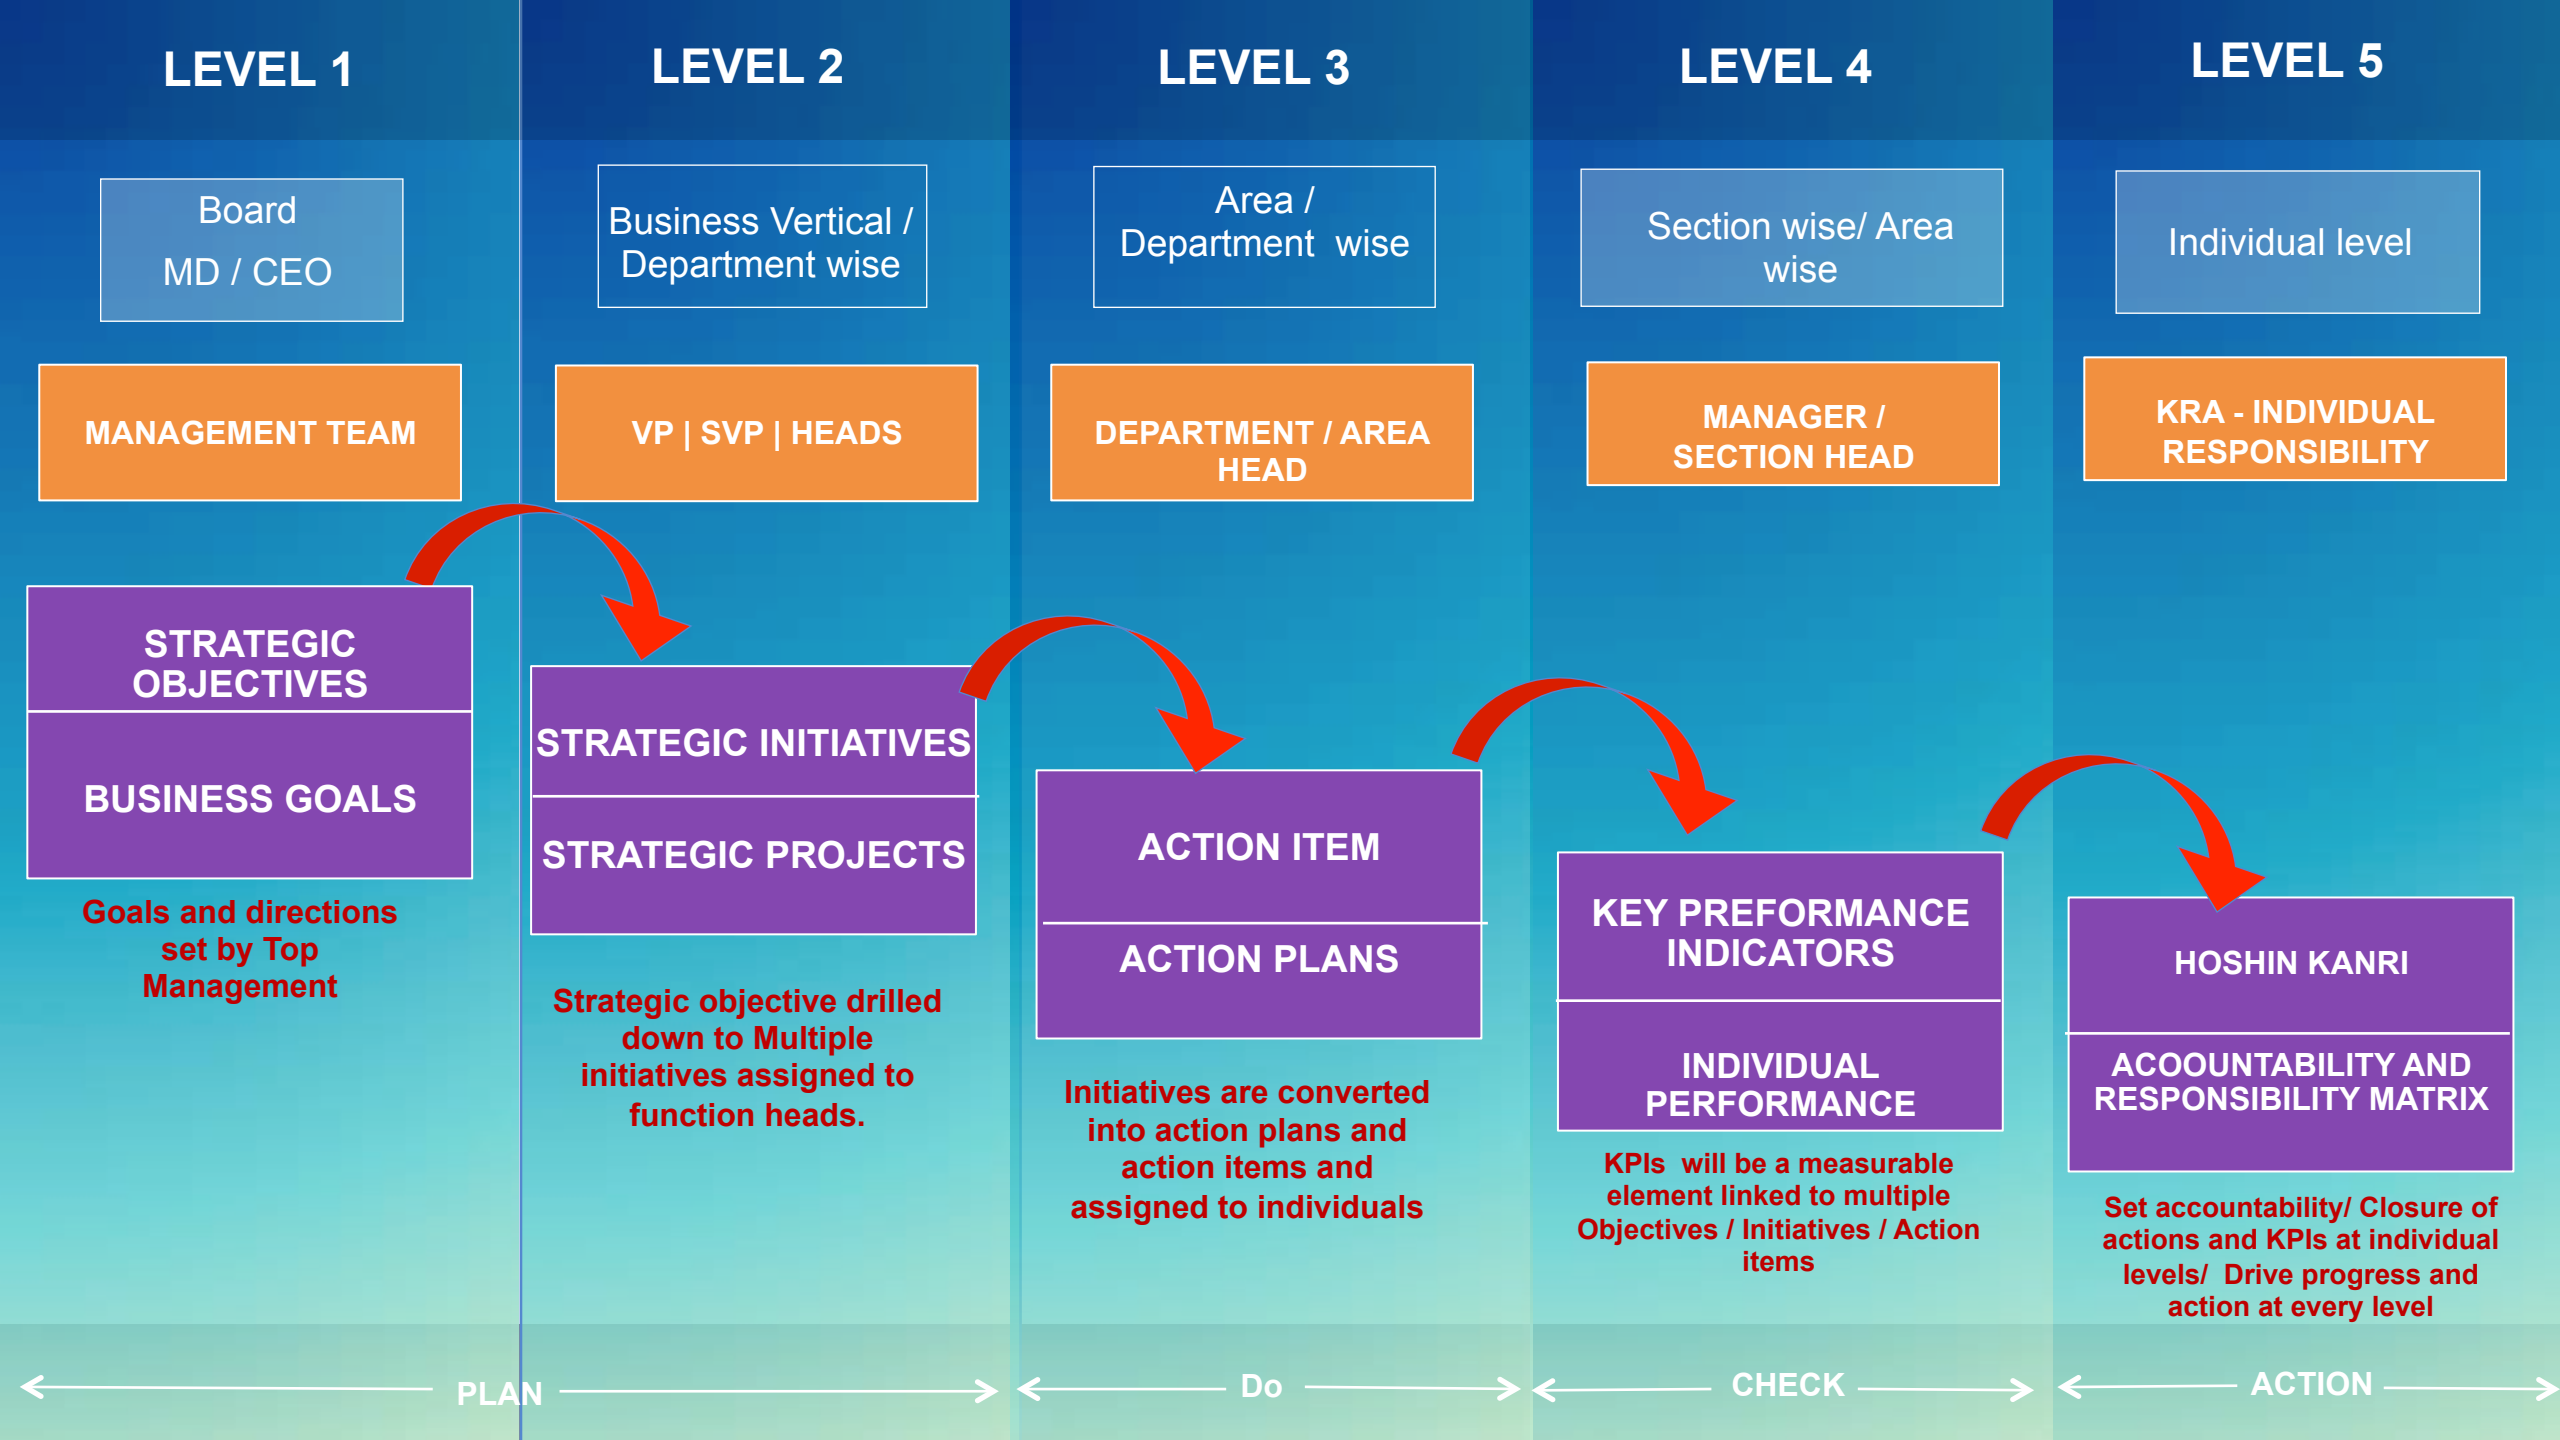 LEVEL 1
Board
MD / CEO
MANAGEMENT TEAM
STRATEGIC
OBJECTIVES
BUSINESS GOALS
Goals and directions
set by Top
Management
LEVEL 2
Business Vertical /
Department wise
VP | SVP | HEADS
STRATEGIC INITIATIVES
STRATEGIC PROJECTS
Strategic objective drilled
down to Multiple
initiatives assigned to
function heads.
PLAN
LEVEL 3
Area /
Department wise
DEPARTMENT / AREA
HEAD
ACTION ITEM
ACTION PLANS
Initiatives are converted
into action plans and
action items and
assigned to individuals
Do
LEVEL 4
Section wise/ Area
wise
MANAGER /
SECTION HEAD
KEY PREFORMANCE
INDICATORS
INDIVIDUAL
PERFORMANCE
KPIs will be a measurable
element linked to multiple
Objectives / Initiatives / Action
items
CHECK
LEVEL 5
Individual level
KRA - INDIVIDUAL
RESPONSIBILITY
HOSHIN KANRI
ACOOUNTABILITY AND
RESPONSIBILITY MATRIX
Set accountability/ Closure of
actions and KPIs at individual
levels/ Drive progress and
action at every level
ACTION